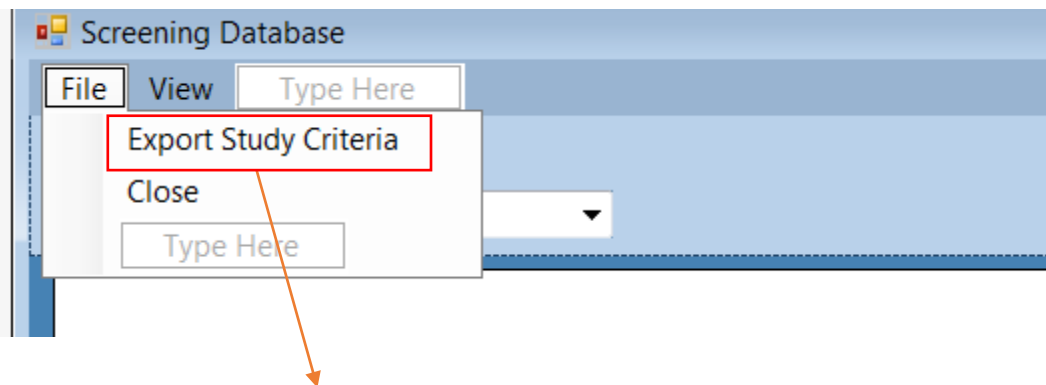 Screening Database
File View Type Here
Export Study Criteria
Close
Type Here